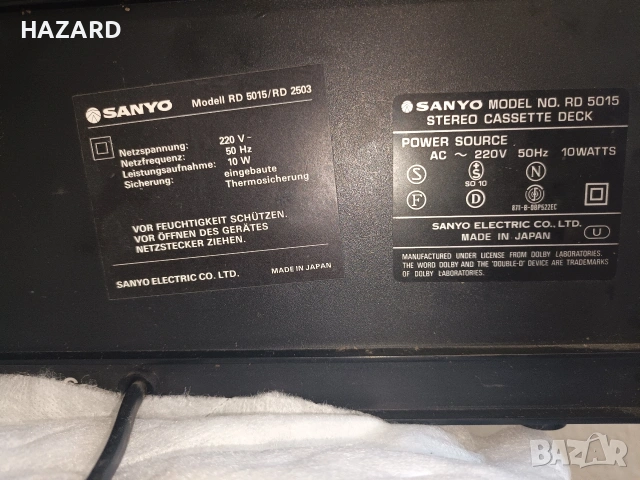 HAZARD
SANYO Modell RD 5015/RD 2503
Netzspannung: 220 V~
Netzfrequenz: 50 Hz
Leistungsaufnahme: 10 W
Sicherung: eingebaute
Thermosicherung
VOR FEUCHTIGKEIT SCHÜTZEN.
VOR ÖFFNEN DES GERÄTES
NETZSTECKER ZIEHEN.
SANYO ELECTRIC CO. LTD. MADE IN JAPAN
SANYO MODEL NO. RD 5015
STEREO CASSETTE DECK
POWER SOURCE
AC ~ 220V 50Hz 10WATTS
S S N
SO 10
F D
871-B-DBP522EC
SANYO ELECTRIC CO., LTD.
MADE IN JAPAN U
MANUFACTURED UNDER LICENSE FROM DOLBY LABORATORIES.
THE WORD DOLBY AND THE 'DOUBLE-D' DEVICE ARE TRADEMARKS
OF DOLBY LABORATORIES.
BAZAR